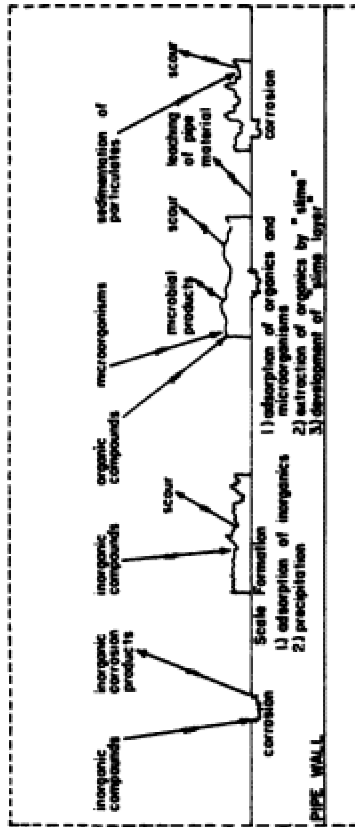 inorganic
compounds
inorganic
corrosion
products
inorganic
compounds
scour
organic
compounds
microorganisms
microbial
products
scour
sedimentation of
particulates
leaching
of pipe
material
scour
corrosion
Scale Formation
1.) adsorption of inorganics
2.) precipitation
1) adsorption of organics and
microorganisms
2) extraction of organics by "slime"
3) development of "slime layer"
corrosion
PIPE WALL